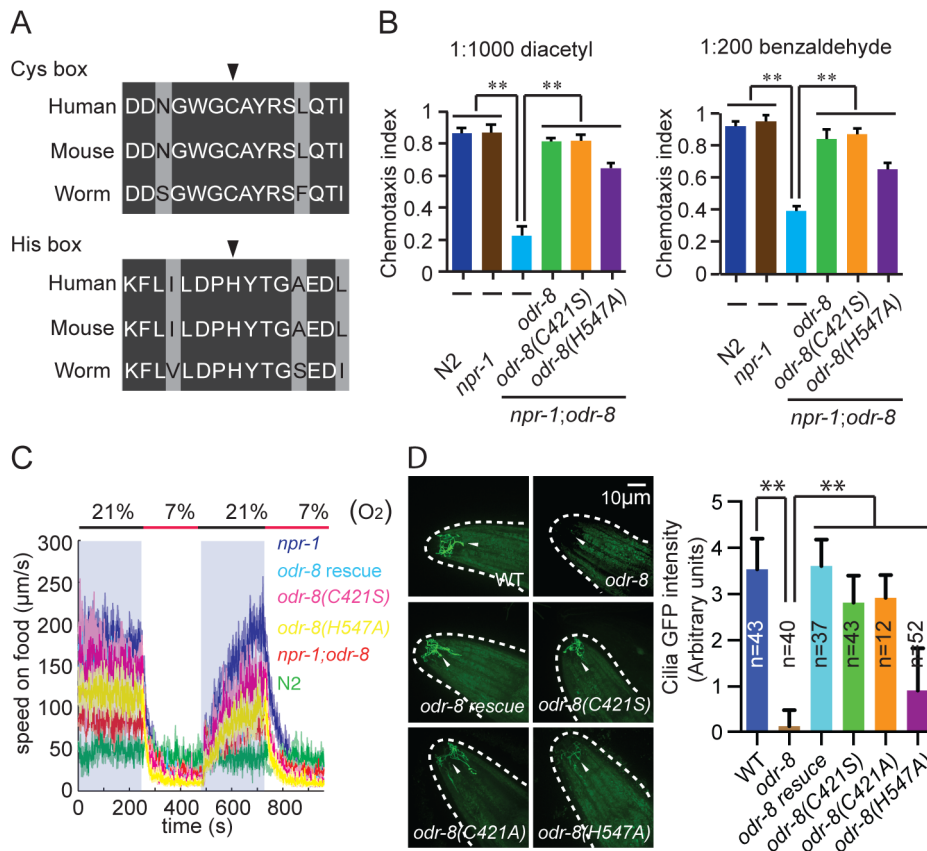 A
Cys box
Human DDNGWGCAYRSLQTI
Mouse DDNGWGCAYRSLQTI
Worm DDSGWGCAYRSFQTI
His box
Human KFLILDPHYTGAEDL
Mouse KFLILDPHYTGAEDL
Worm KFLVLDPHYTGSEDI
B
1:1000 diacetyl
** **
Chemotaxis index
1
0.8
0.6
0.4
0.2
0
N2
npr-1
odr-8
odr-8(C421S)
odr-8(H547A)
npr-1;odr-8
1:200 benzaldehyde
** **
Chemotaxis index
1
0.8
0.6
0.4
0.2
0
N2
npr-1
odr-8
odr-8(C421S)
odr-8(H547A)
npr-1;odr-8
C
21% 7% 21% 7% (O2)
speed on food (µm/s)
300
250
200
150
100
50
0
npr-1
odr-8 rescue
odr-8(C421S)
odr-8(H547A)
npr-1;odr-8
N2
0 200 400 600 800
time (s)
D
10µm
WT
odr-8
odr-8 rescue
odr-8(C421S)
odr-8(C421A)
odr-8(H547A)
** **
Cilia GFP intensity
(Arbitrary units)
5
4
3
2
1
0
n=43
n=40
n=37
n=43
n=12
n=52
WT
odr-8
odr-8 resuce
odr-8(C421S)
odr-8(C421A)
odr-8(H547A)